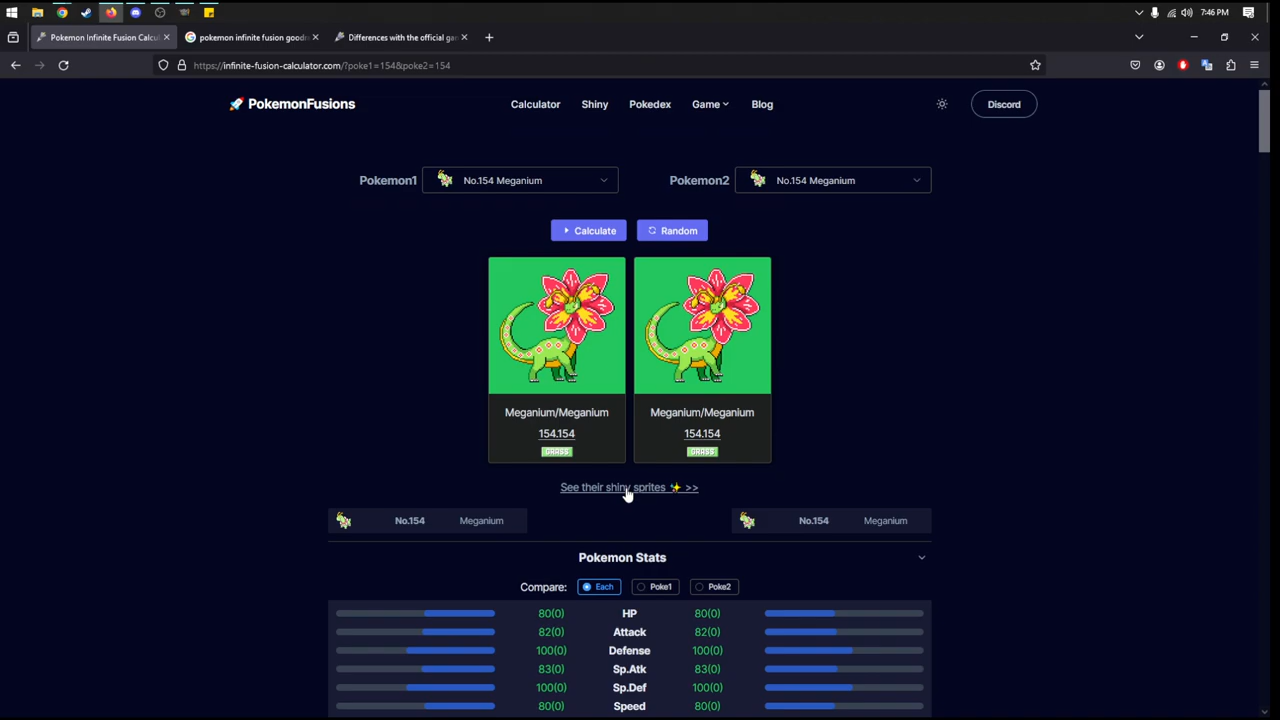 7:46 PM
Pokemon Infinite Fusion Calcul
pokemon infinite fusion goodr
Differences with the official ga
https://infinite-fusion-calculator.com/?poke1=154&poke2=154
PokemonFusions
Calculator
Shiny
Pokedex
Game
Blog
Discord
Pokemon1
No.154 Meganium
Pokemon2
No.154 Meganium
Calculate
Random
Meganium/Meganium
Meganium/Meganium
154.154
154.154
GRASS
GRASS
See their shiny sprites ✨ >>
No.154 Meganium
No.154 Meganium
Pokemon Stats
Compare: Each Poke1 Poke2
80(0) HP 80(0)
82(0) Attack 82(0)
100(0) Defense 100(0)
83(0) Sp.Atk 83(0)
100(0) Sp.Def 100(0)
80(0) Speed 80(0)